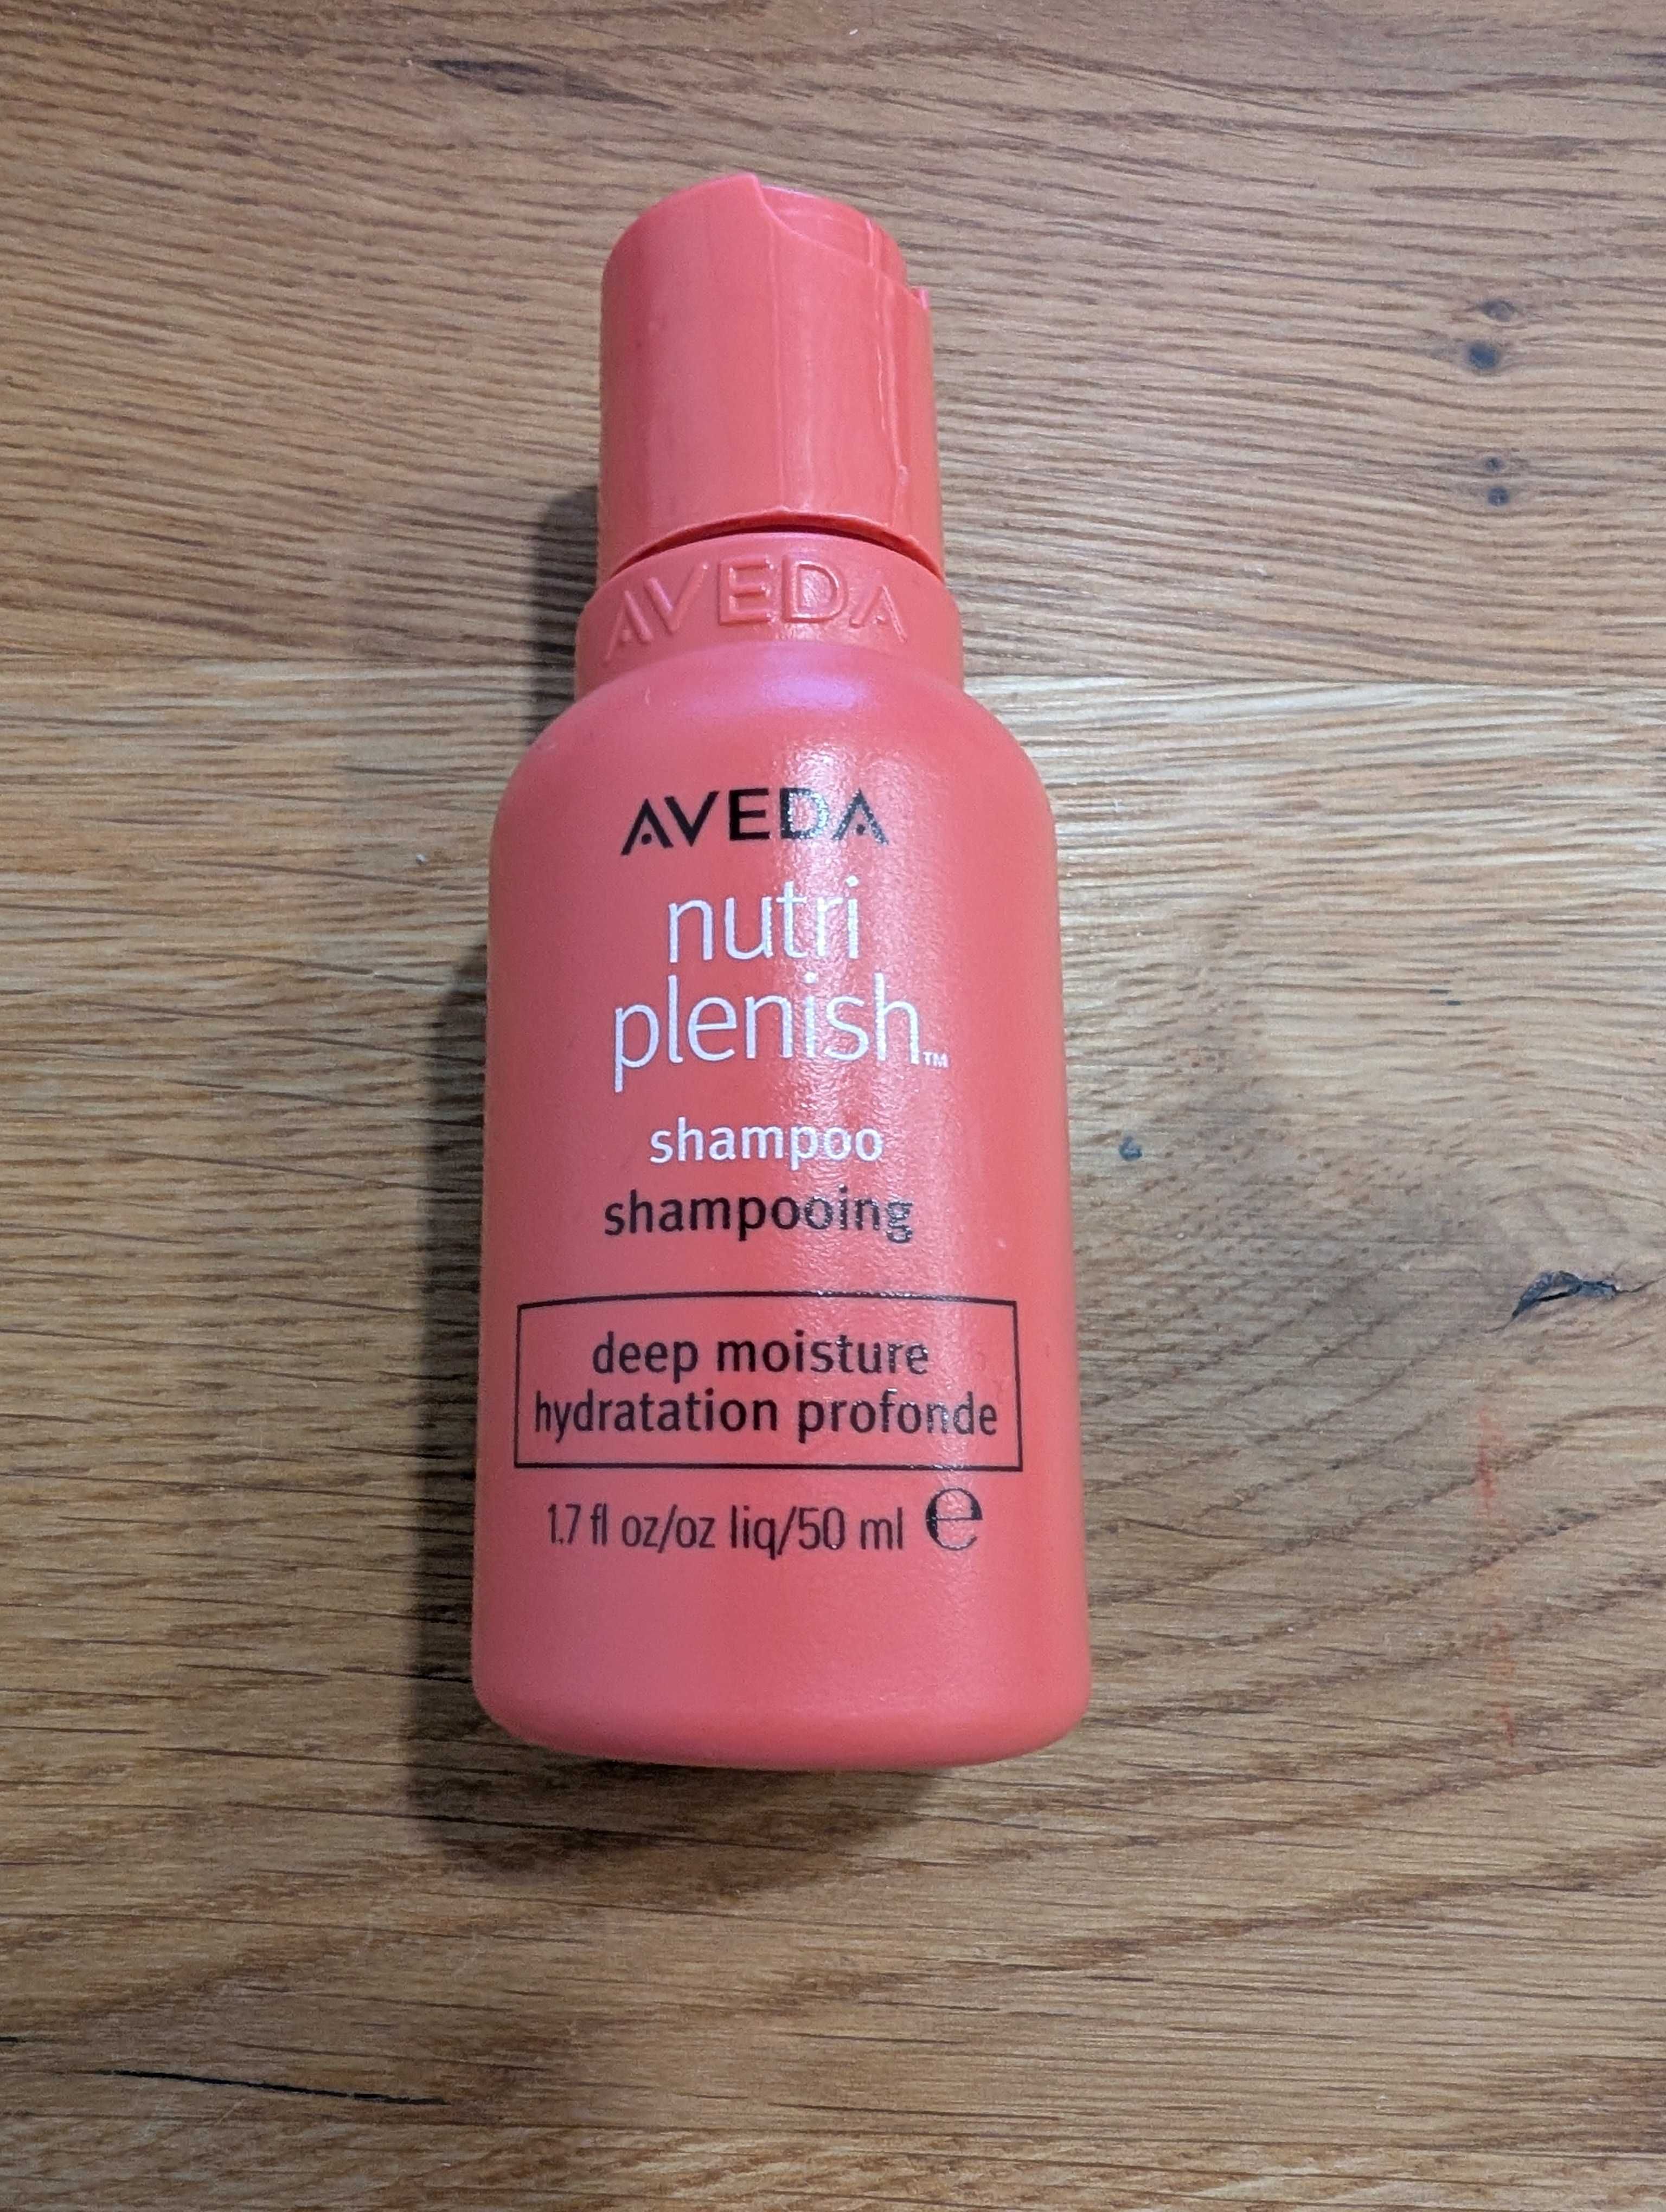 AVEDA
AVEDA
nutri
plenish™
shampoo
shampooing
deep moisture
hydratation profonde
1.7 fl oz/oz liq/50 ml ℮